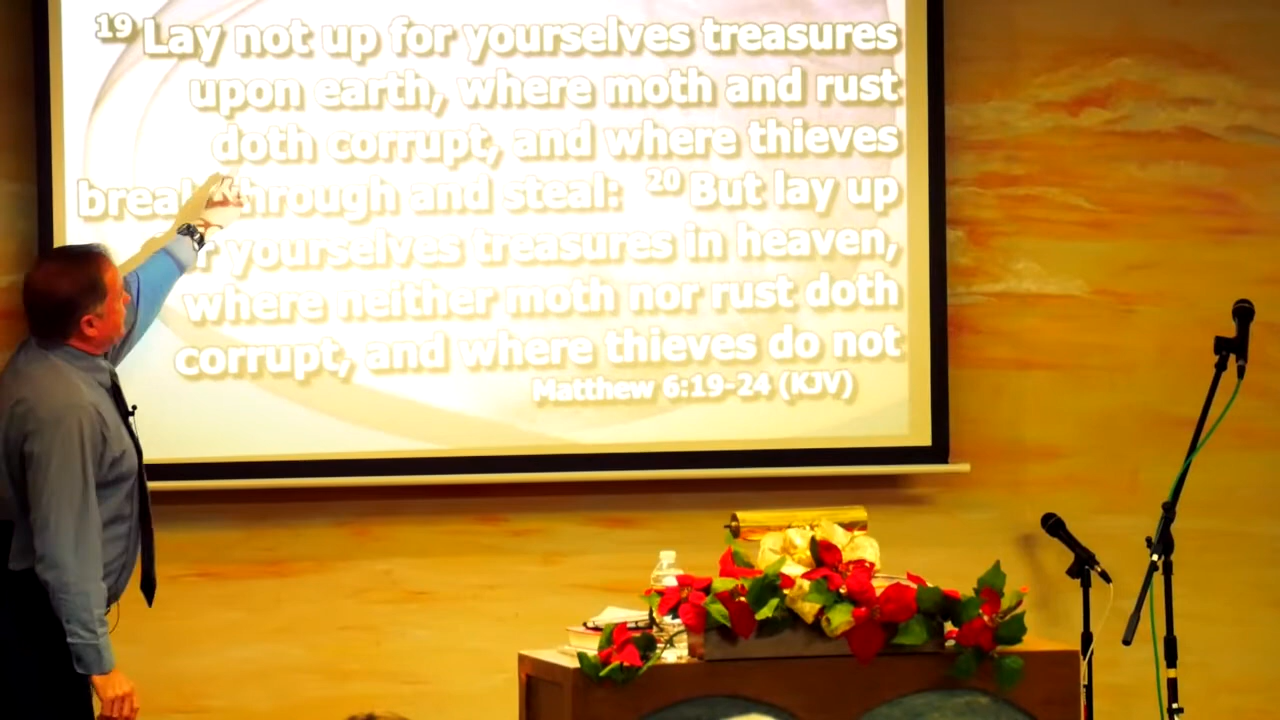 19 Lay not up for yourselves treasures
upon earth, where moth and rust
doth corrupt, and where thieves
brea through and steal: 20 But lay up
r yourselves treasures in heaven,
where neither moth nor rust doth
corrupt, and where thieves do not
Matthew 6:19-24 (KJV)